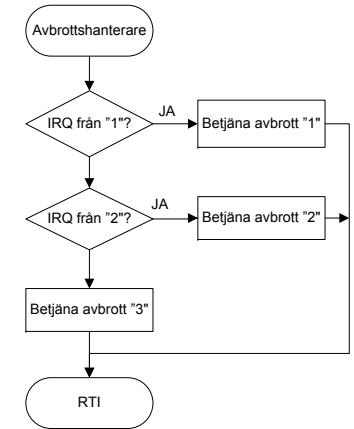 Avbrottshanterare
IRQ från "1"?
JA
Betjäna avbrott "1"
IRQ från "2"?
JA
Betjäna avbrott "2"
Betjäna avbrott "3"
RTI